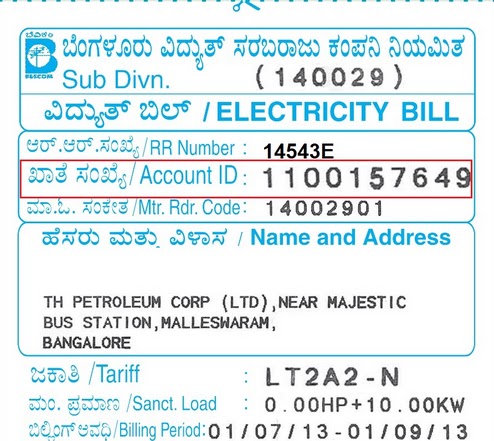 ಬೆವಿಕಂ
BESCOM
ಬೆಂಗಳೂರು ವಿದ್ಯುತ್ ಸರಬರಾಜು ಕಂಪನಿ ನಿಯಮಿತ
Sub Divn. (140029)
ವಿದ್ಯುತ್ ಬಿಲ್ / ELECTRICITY BILL
ಆರ್.ಆರ್.ಸಂಖ್ಯೆ/RR Number : 14543E
ಖಾತೆ ಸಂಖ್ಯೆ/Account ID : 1100157649
ಮಾ.ಓ. ಸಂಕೇತ/Mtr. Rdr. Code: 14002901
ಹೆಸರು ಮತ್ತು ವಿಳಾಸ / Name and Address
TH PETROLEUM CORP (LTD),NEAR MAJESTIC
BUS STATION,MALLESWARAM,
BANGALORE
ಜಕಾತಿ /Tariff : LT2A2-N
ಮಂ. ಪ್ರಮಾಣ /Sanct. Load : 0.00HP+10.00KW
ಬಿಲ್ಲಿಂಗ್ ಅವಧಿ/Billing Period:01/07/13-01/09/13